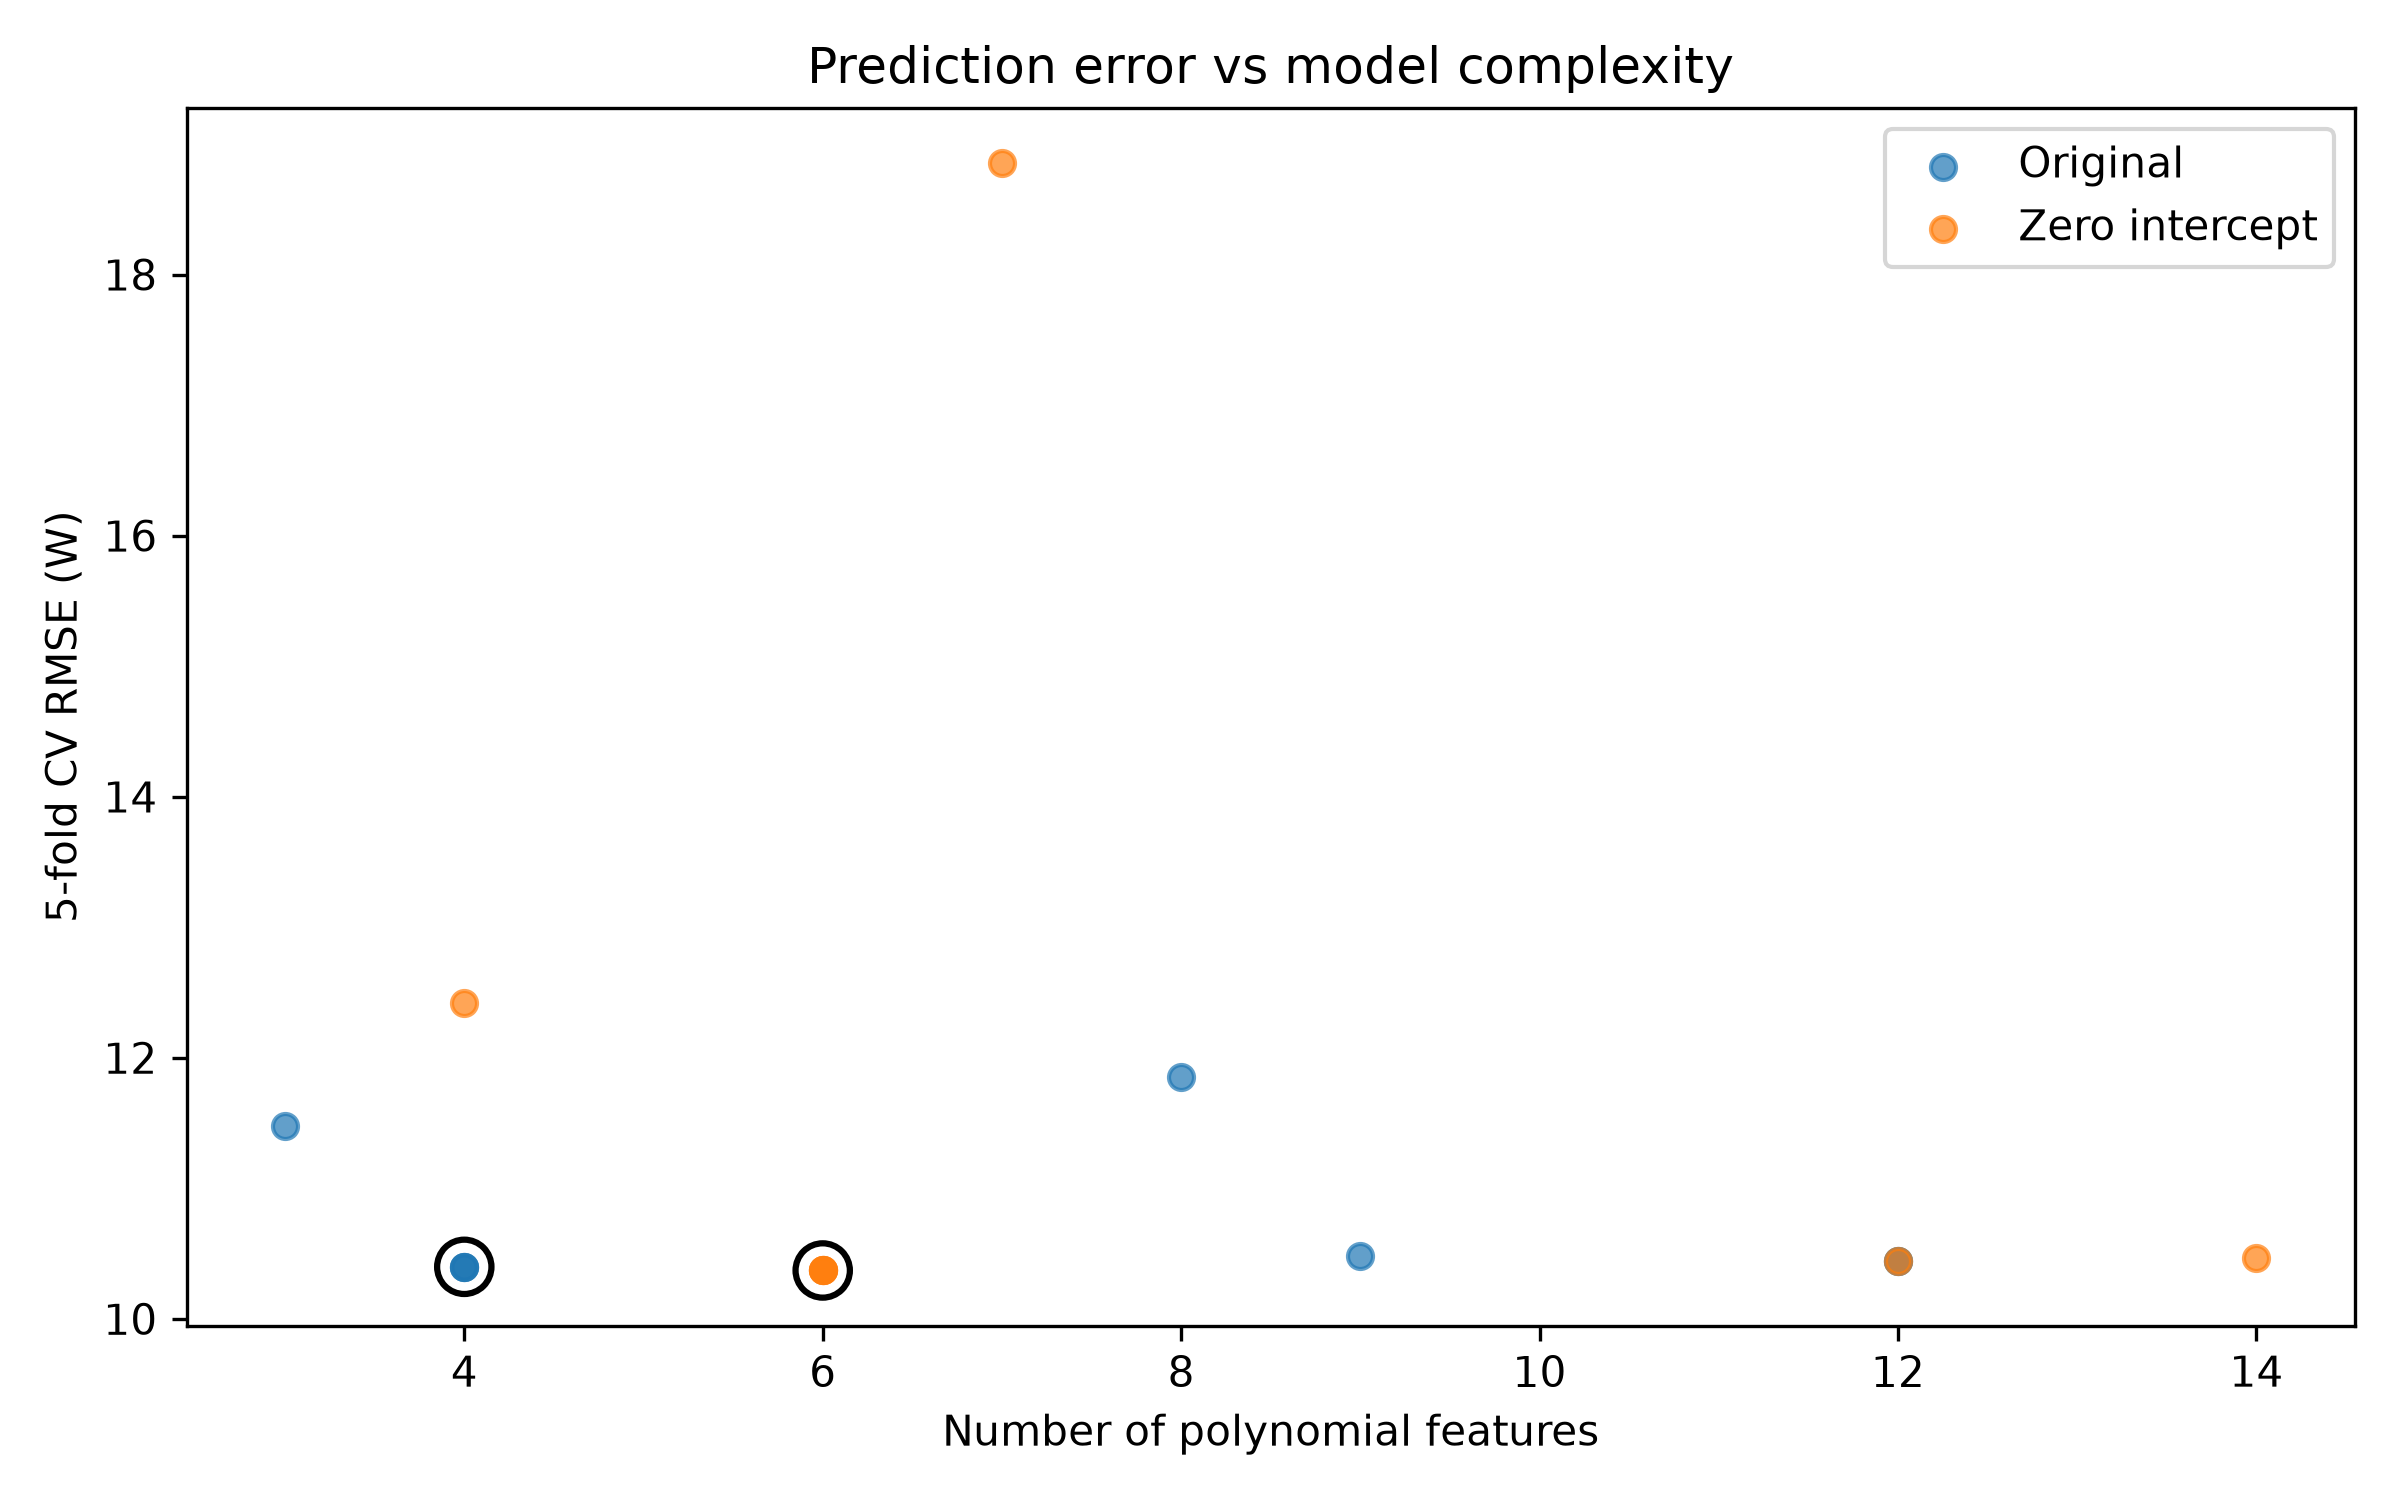 Prediction error vs model complexity
Original
Zero intercept
5-fold CV RMSE (W)
18
16
14
12
10
4 6 8 10 12 14
Number of polynomial features